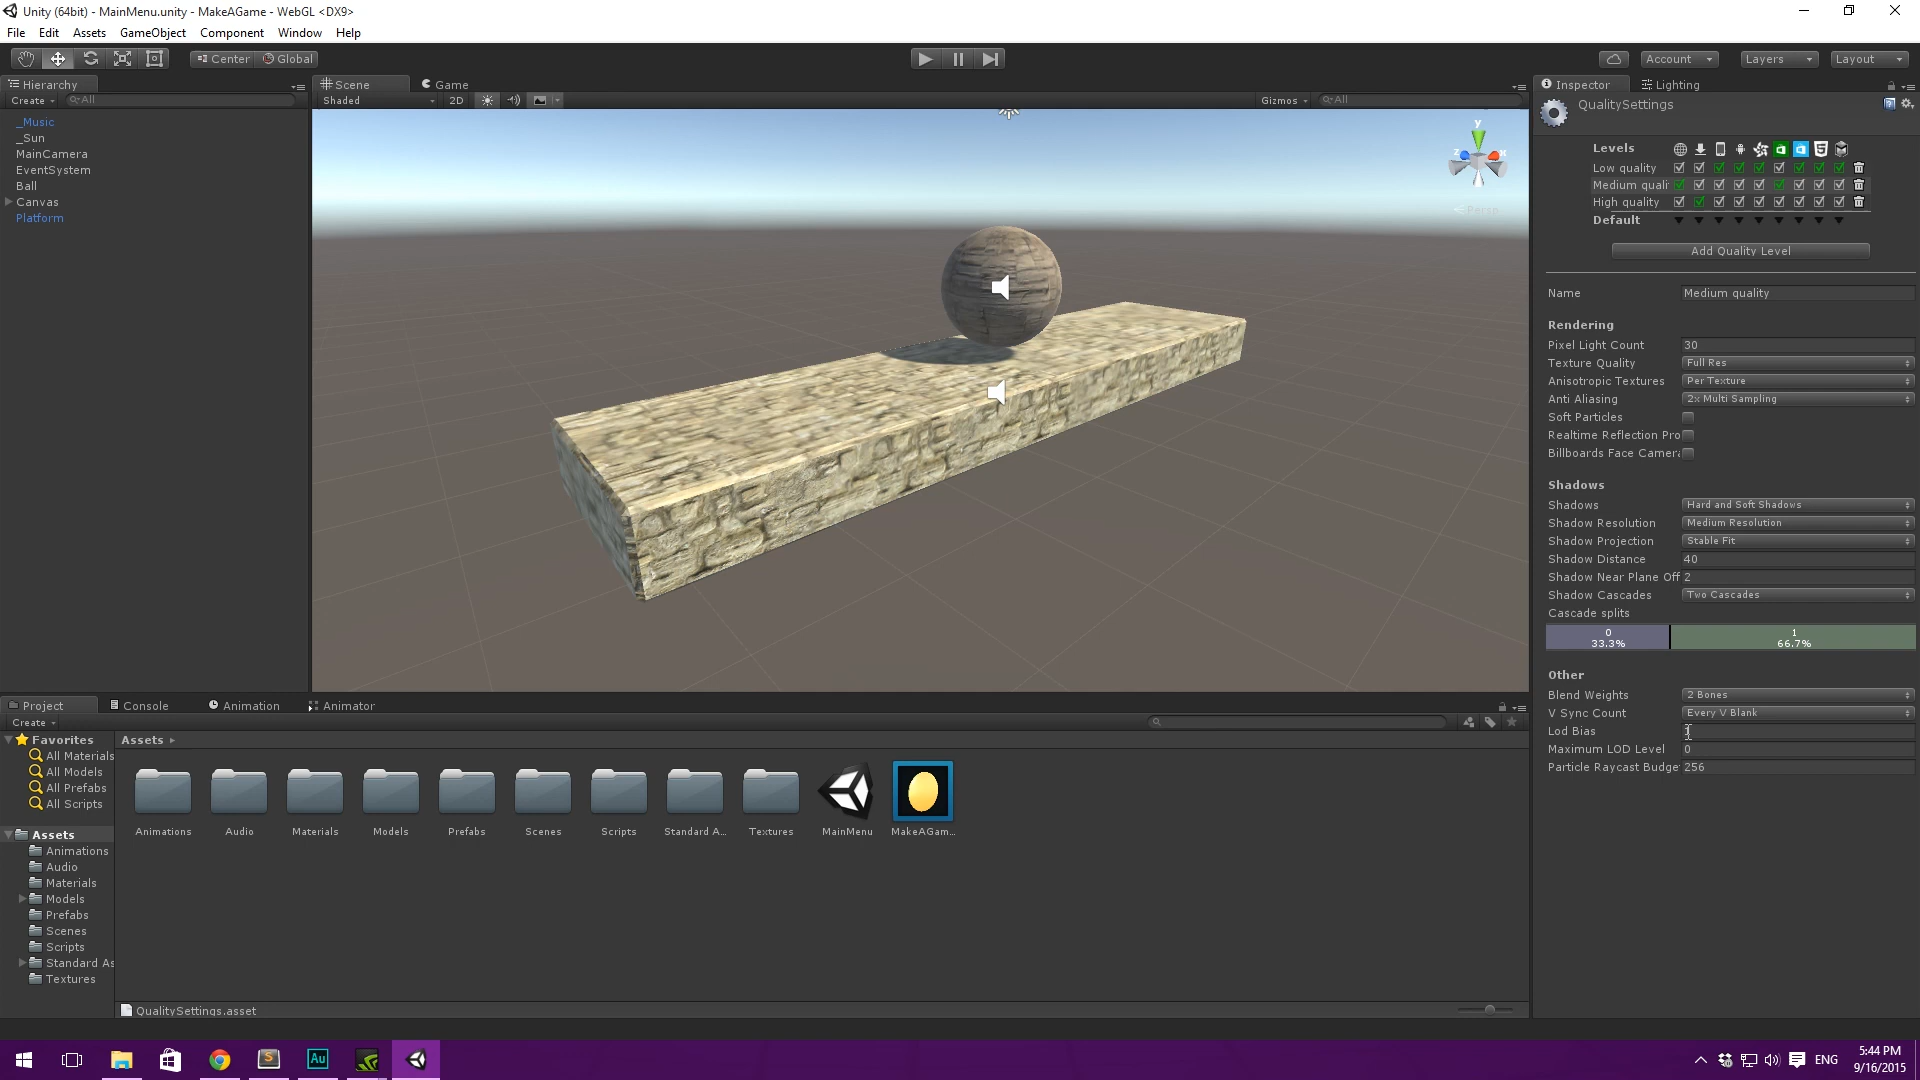 Unity (64bit) - MainMenu.unity - MakeAGame - WebGL <DX9>
File Edit Assets GameObject Component Window Help
Center Global Account Layers Layout
Hierarchy
Create All
_Music
_Sun
MainCamera
EventSystem
Ball
Canvas
Platform
Scene Game
Shaded 2D Gizmos All
y
z x
Persp
Inspector Lighting
QualitySettings
Levels
Low quality
Medium quali
High quality
Default
Add Quality Level
Name Medium quality
Rendering
Pixel Light Count 30
Texture Quality Full Res
Anisotropic Textures Per Texture
Anti Aliasing 2x Multi Sampling
Soft Particles
Realtime Reflection Pro
Billboards Face Camera
Shadows
Shadows Hard and Soft Shadows
Shadow Resolution Medium Resolution
Shadow Projection Stable Fit
Shadow Distance 40
Shadow Near Plane Off 2
Shadow Cascades Two Cascades
Cascade splits
0 1
33.3% 66.7%
Other
Blend Weights 2 Bones
V Sync Count Every V Blank
Lod Bias
Maximum LOD Level 0
Particle Raycast Budge 256
Project Console Animation Animator
Create
Favorites
All Materials
All Models
All Prefabs
All Scripts
Assets
Animations
Audio
Materials
Models
Prefabs
Scenes
Scripts
Standard As
Textures
Assets
Animations Audio Materials Models Prefabs Scenes Scripts Standard A... Textures MainMenu MakeAGam...
QualitySettings.asset
S Au ENG
5:44 PM
9/16/2015